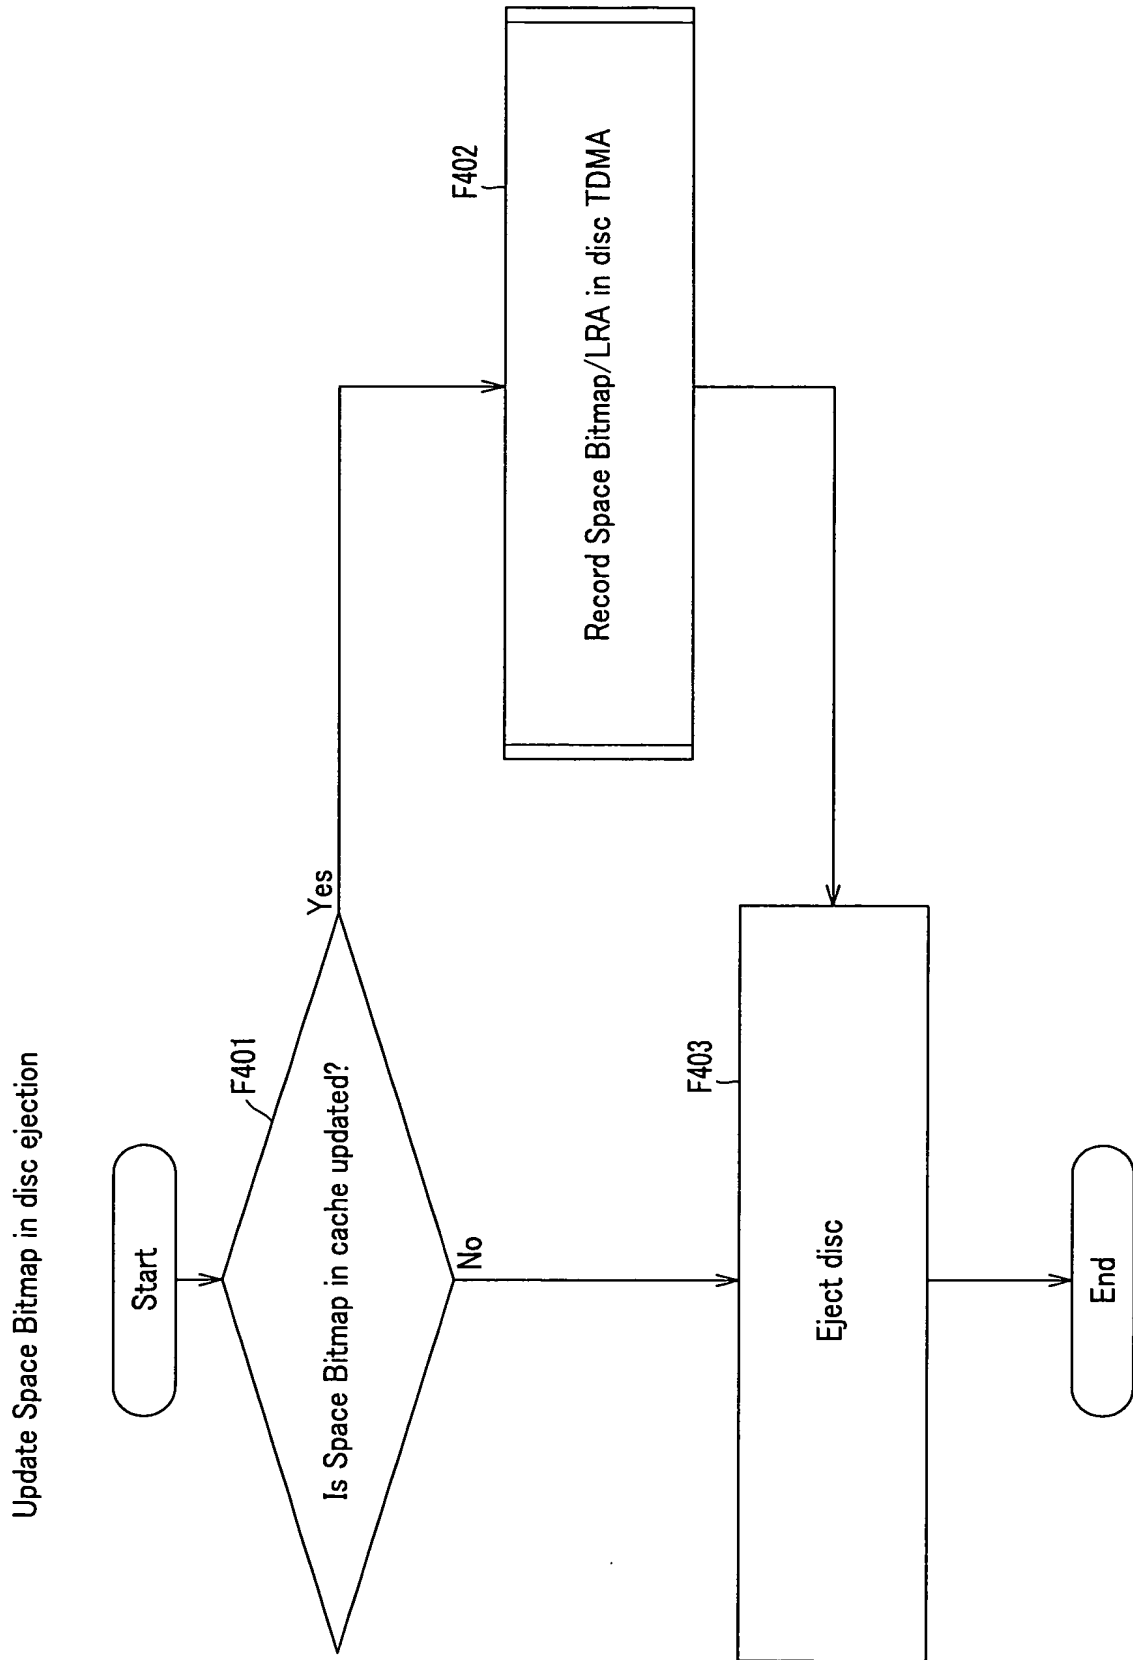 Update Space Bitmap in disc ejection
Start
F401
Is Space Bitmap in cache updated?
Yes
No
F402
Record Space Bitmap/LRA in disc TDMA
F403
Eject disc
End